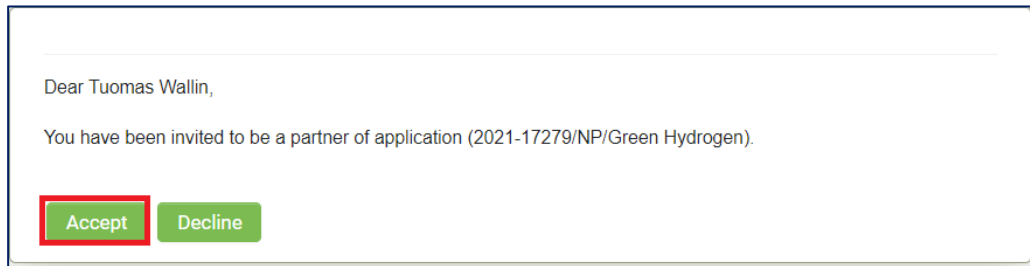 Dear Tuomas Wallin,
You have been invited to be a partner of application (2021-17279/NP/Green Hydrogen).
Accept Decline